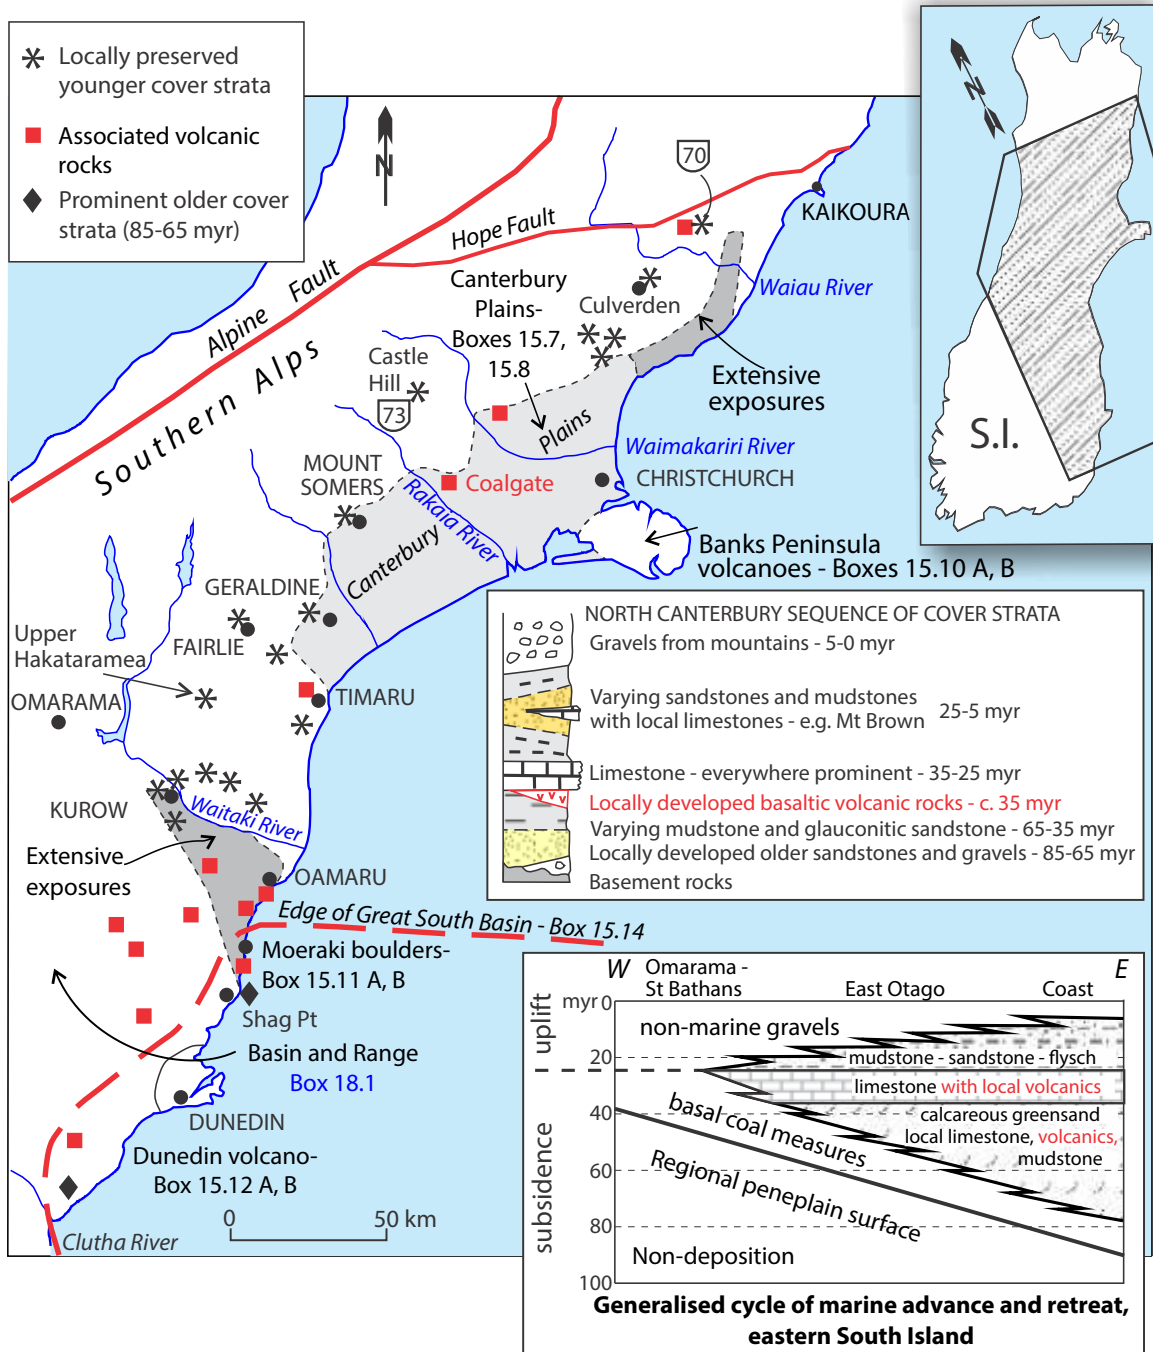 Locally preserved
younger cover strata
Associated volcanic
rocks
Prominent older cover
strata (85-65 myr)
N
N
S.I.
70
KAIKOURA
Hope Fault
Alpine Fault
Southern Alps
Canterbury
Plains-
Boxes 15.7,
15.8
Culverden
Waiau River
Castle
Hill
73
Extensive
exposures
Plains
Waimakariri River
MOUNT
SOMERS
Coalgate
CHRISTCHURCH
Rakaia River
Canterbury
Banks Peninsula
volcanoes - Boxes 15.10 A, B
GERALDINE
FAIRLIE
Upper
Hakataramea
OMARAMA
TIMARU
KUROW
Waitaki River
Extensive
exposures
OAMARU
Edge of Great South Basin - Box 15.14
Moeraki boulders-
Box 15.11 A, B
Shag Pt
Basin and Range
Box 18.1
DUNEDIN
Dunedin volcano-
Box 15.12 A, B
0
50 km
Clutha River
NORTH CANTERBURY SEQUENCE OF COVER STRATA
Gravels from mountains - 5-0 myr
Varying sandstones and mudstones
with local limestones - e.g. Mt Brown
25-5 myr
Limestone - everywhere prominent - 35-25 myr
Locally developed basaltic volcanic rocks - c. 35 myr
Varying mudstone and glauconitic sandstone - 65-35 myr
Locally developed older sandstones and gravels - 85-65 myr
Basement rocks
W
Omarama -
St Bathans
East Otago
Coast
E
myr 0
20
40
60
80
100
uplift
subsidence
non-marine gravels
mudstone - sandstone - flysch
limestone with local volcanics
calcareous greensand
local limestone, volcanics,
mudstone
basal coal measures
Regional peneplain surface
Non-deposition
Generalised cycle of marine advance and retreat,
eastern South Island